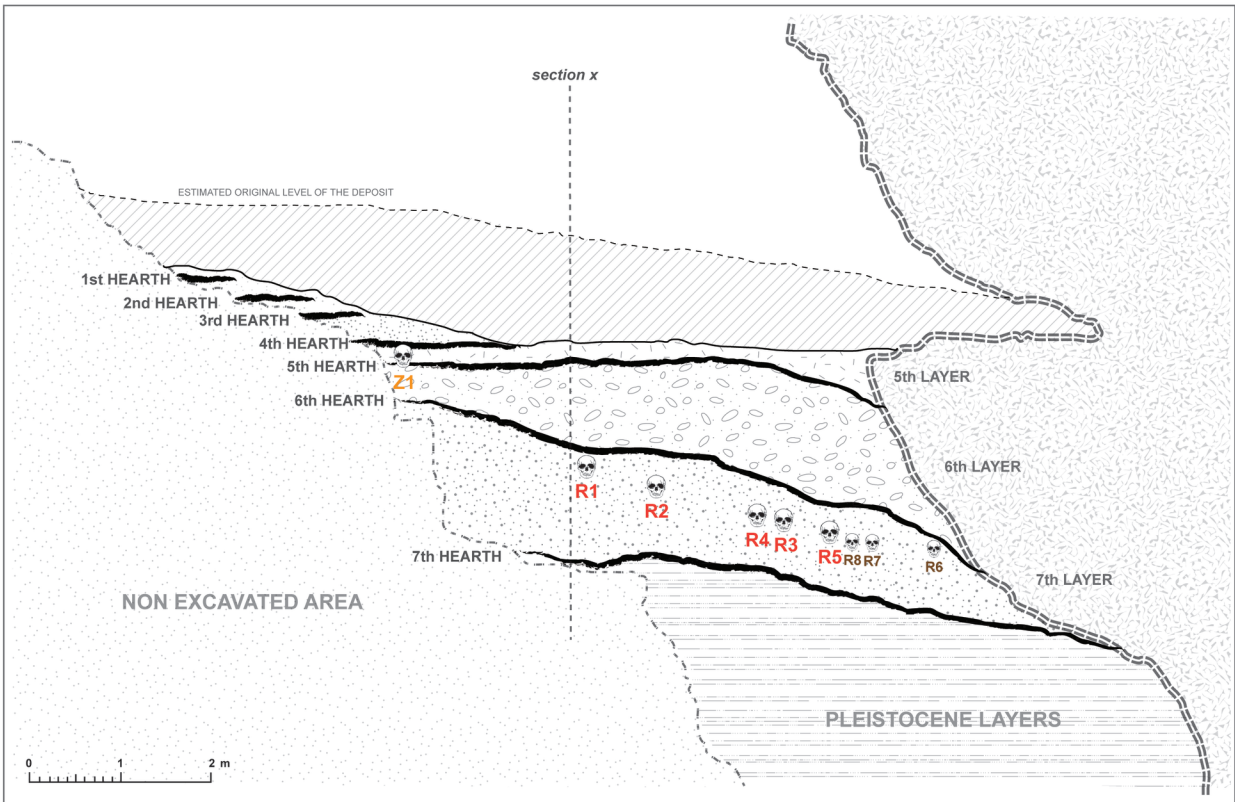 section x
ESTIMATED ORIGINAL LEVEL OF THE DEPOSIT
1st HEARTH
2nd HEARTH
3rd HEARTH
4th HEARTH
5th HEARTH
Z1
5th LAYER
6th HEARTH
6th LAYER
R1
R2
R4 R3
R5 R8 R7
R6
7th HEARTH
7th LAYER
NON EXCAVATED AREA
PLEISTOCENE LAYERS
0 1 2 m